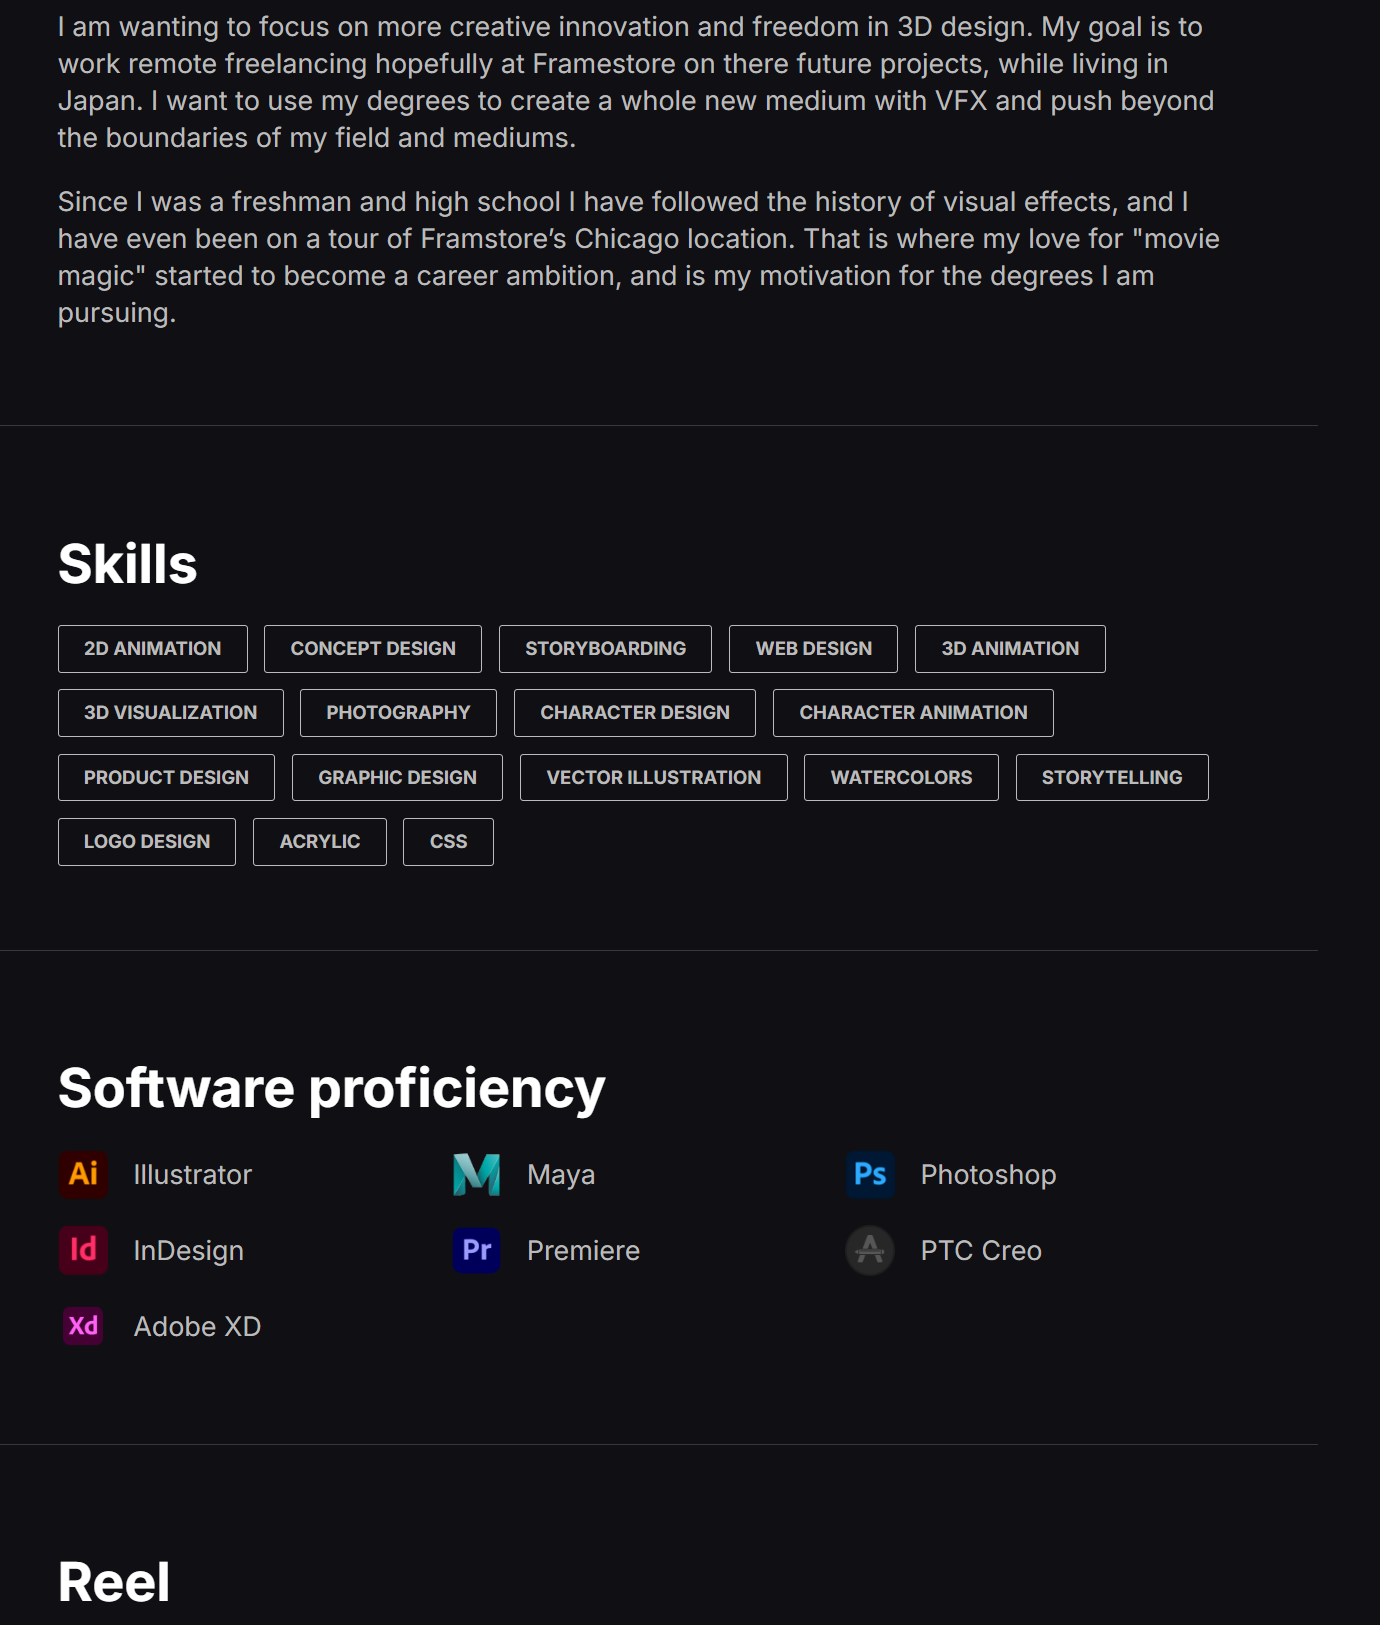 I am wanting to focus on more creative innovation and freedom in 3D design. My goal is to
work remote freelancing hopefully at Framestore on there future projects, while living in
Japan. I want to use my degrees to create a whole new medium with VFX and push beyond
the boundaries of my field and mediums.
Since I was a freshman and high school I have followed the history of visual effects, and I
have even been on a tour of Framstore’s Chicago location. That is where my love for "movie
magic" started to become a career ambition, and is my motivation for the degrees I am
pursuing.
Skills
2D ANIMATION CONCEPT DESIGN STORYBOARDING WEB DESIGN 3D ANIMATION
3D VISUALIZATION PHOTOGRAPHY CHARACTER DESIGN CHARACTER ANIMATION
PRODUCT DESIGN GRAPHIC DESIGN VECTOR ILLUSTRATION WATERCOLORS STORYTELLING
LOGO DESIGN ACRYLIC CSS
Software proficiency
Ai Illustrator M Maya Ps Photoshop
Id InDesign Pr Premiere PTC Creo
Xd Adobe XD
Reel